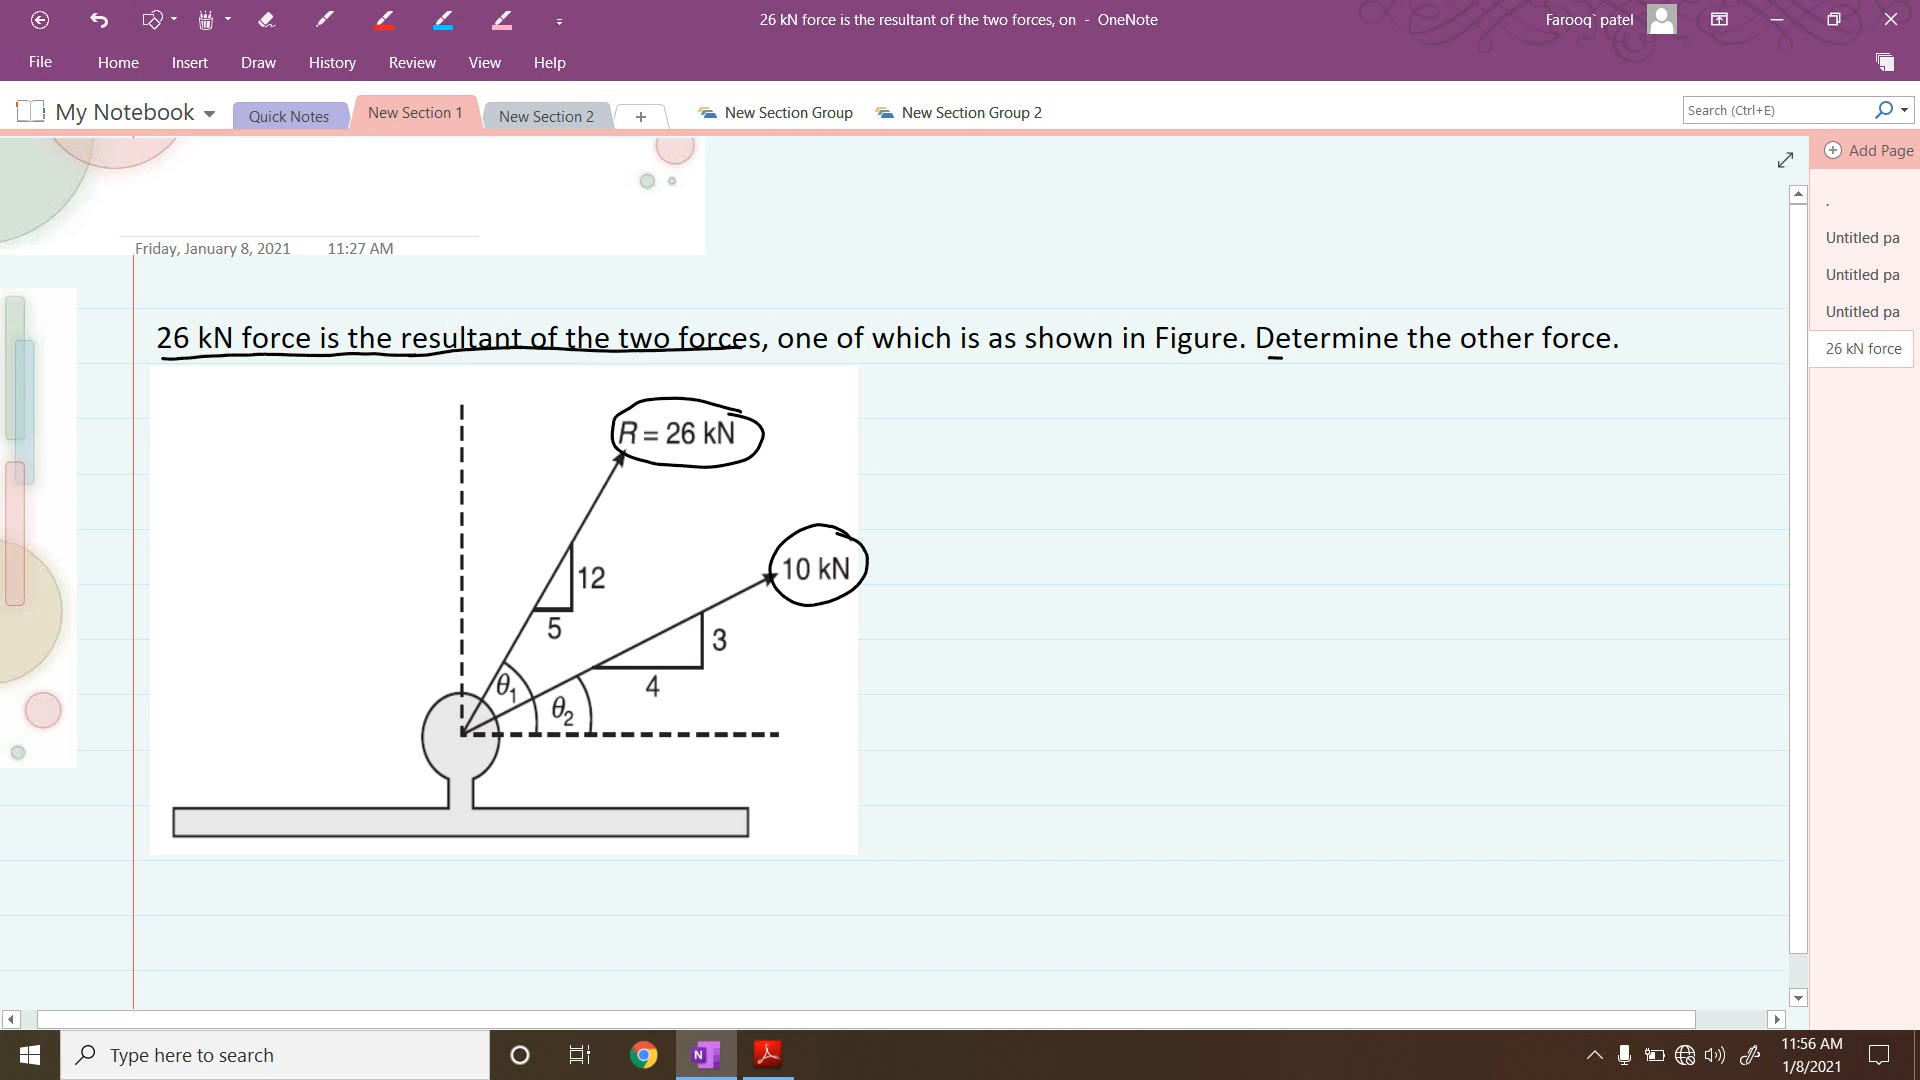 26 kN force is the resultant of the two forces, on - OneNote
Farooq` patel
File Home Insert Draw History Review View Help
My Notebook Quick Notes New Section 1 New Section 2 + New Section Group New Section Group 2 Search (Ctrl+E)
Add Page
.
Untitled pa
Untitled pa
Untitled pa
26 kN force
Friday, January 8, 2021 11:27 AM
26 kN force is the resultant of the two forces, one of which is as shown in Figure. Determine the other force.
R = 26 kN
10 kN
12
5
3
4
θ1
θ2
Type here to search
11:56 AM
1/8/2021